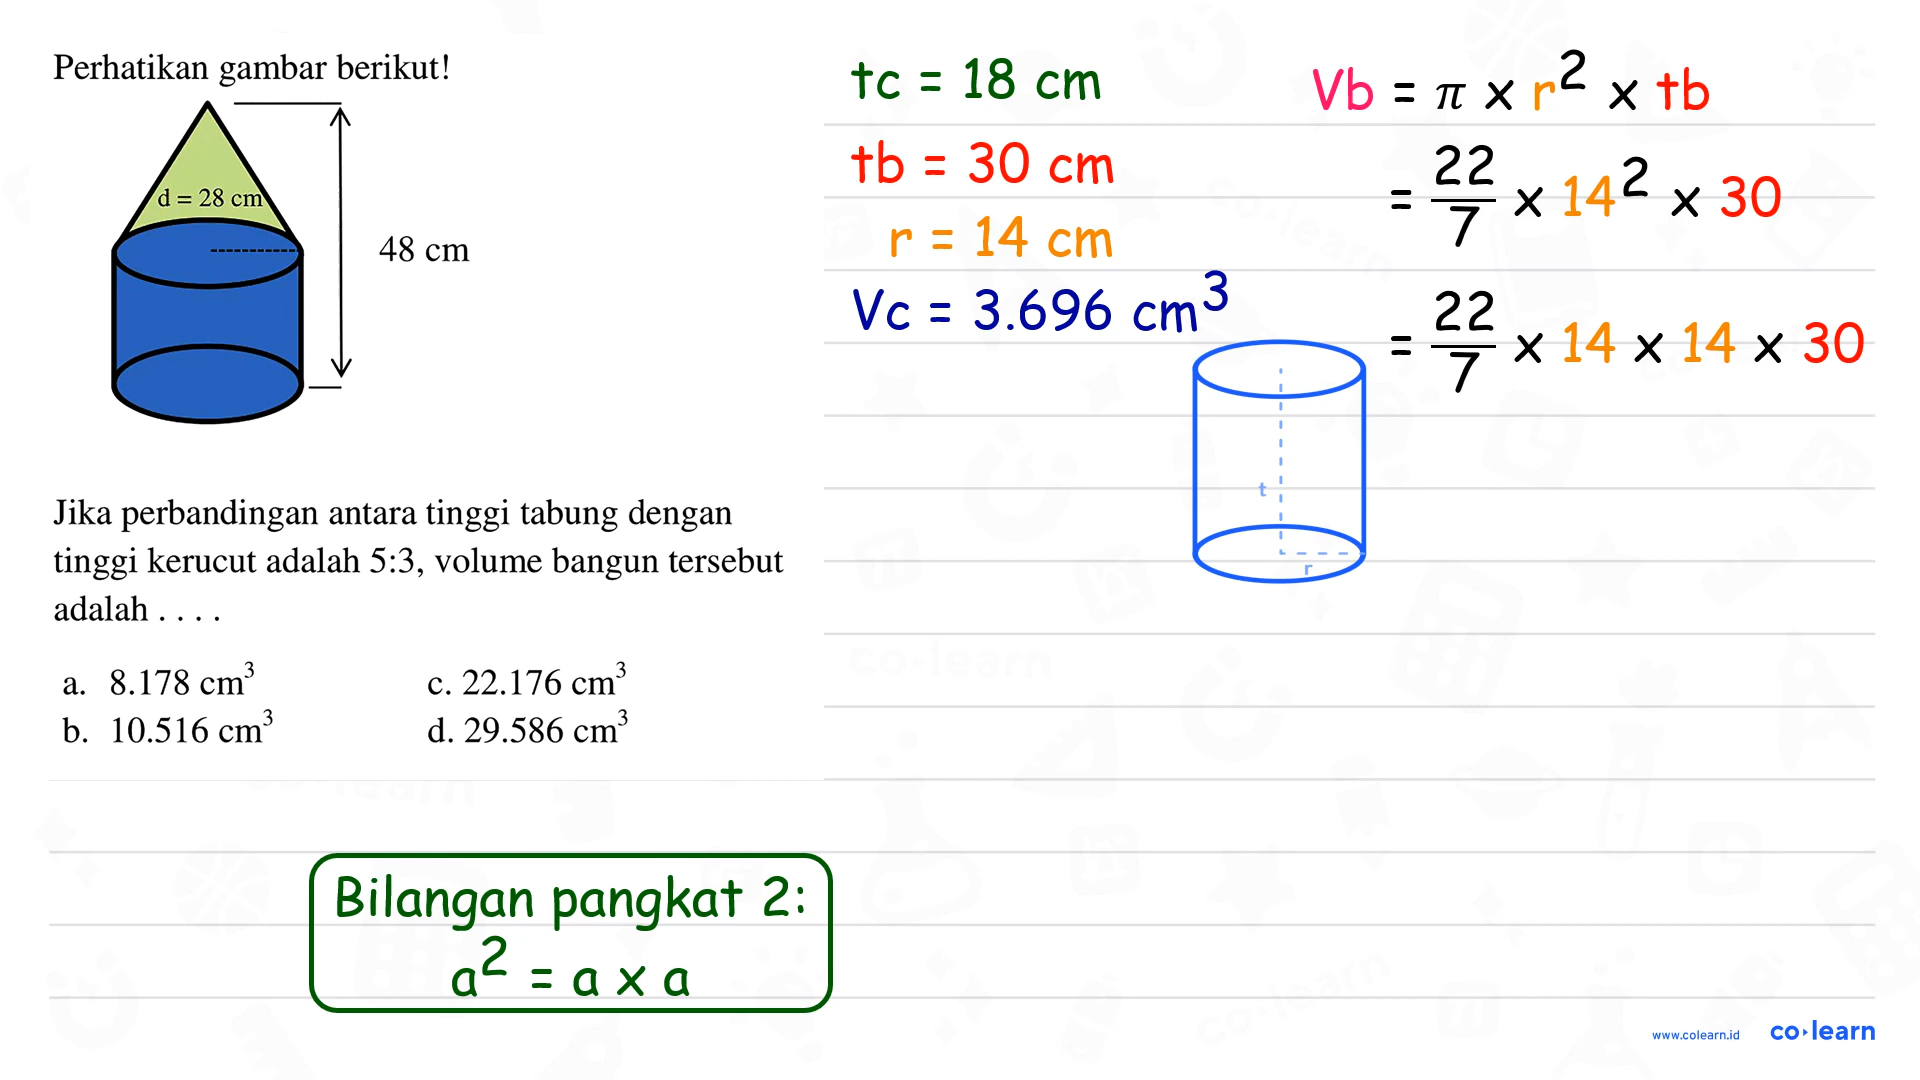 Perhatikan gambar berikut!
d = 28 cm
48 cm
Jika perbandingan antara tinggi tabung dengan
tinggi kerucut adalah 5:3, volume bangun tersebut
adalah . . . .
a. 8.178 cm³
b. 10.516 cm³
c. 22.176 cm³
d. 29.586 cm³
Bilangan pangkat 2:
a² = a x a
tc = 18 cm
tb = 30 cm
r = 14 cm
Vc = 3.696 cm³
t
r
Vb = π x r² x tb
= 22/7 x 14² x 30
= 22/7 x 14 x 14 x 30
co-learn
www.colearn.id
co·learn